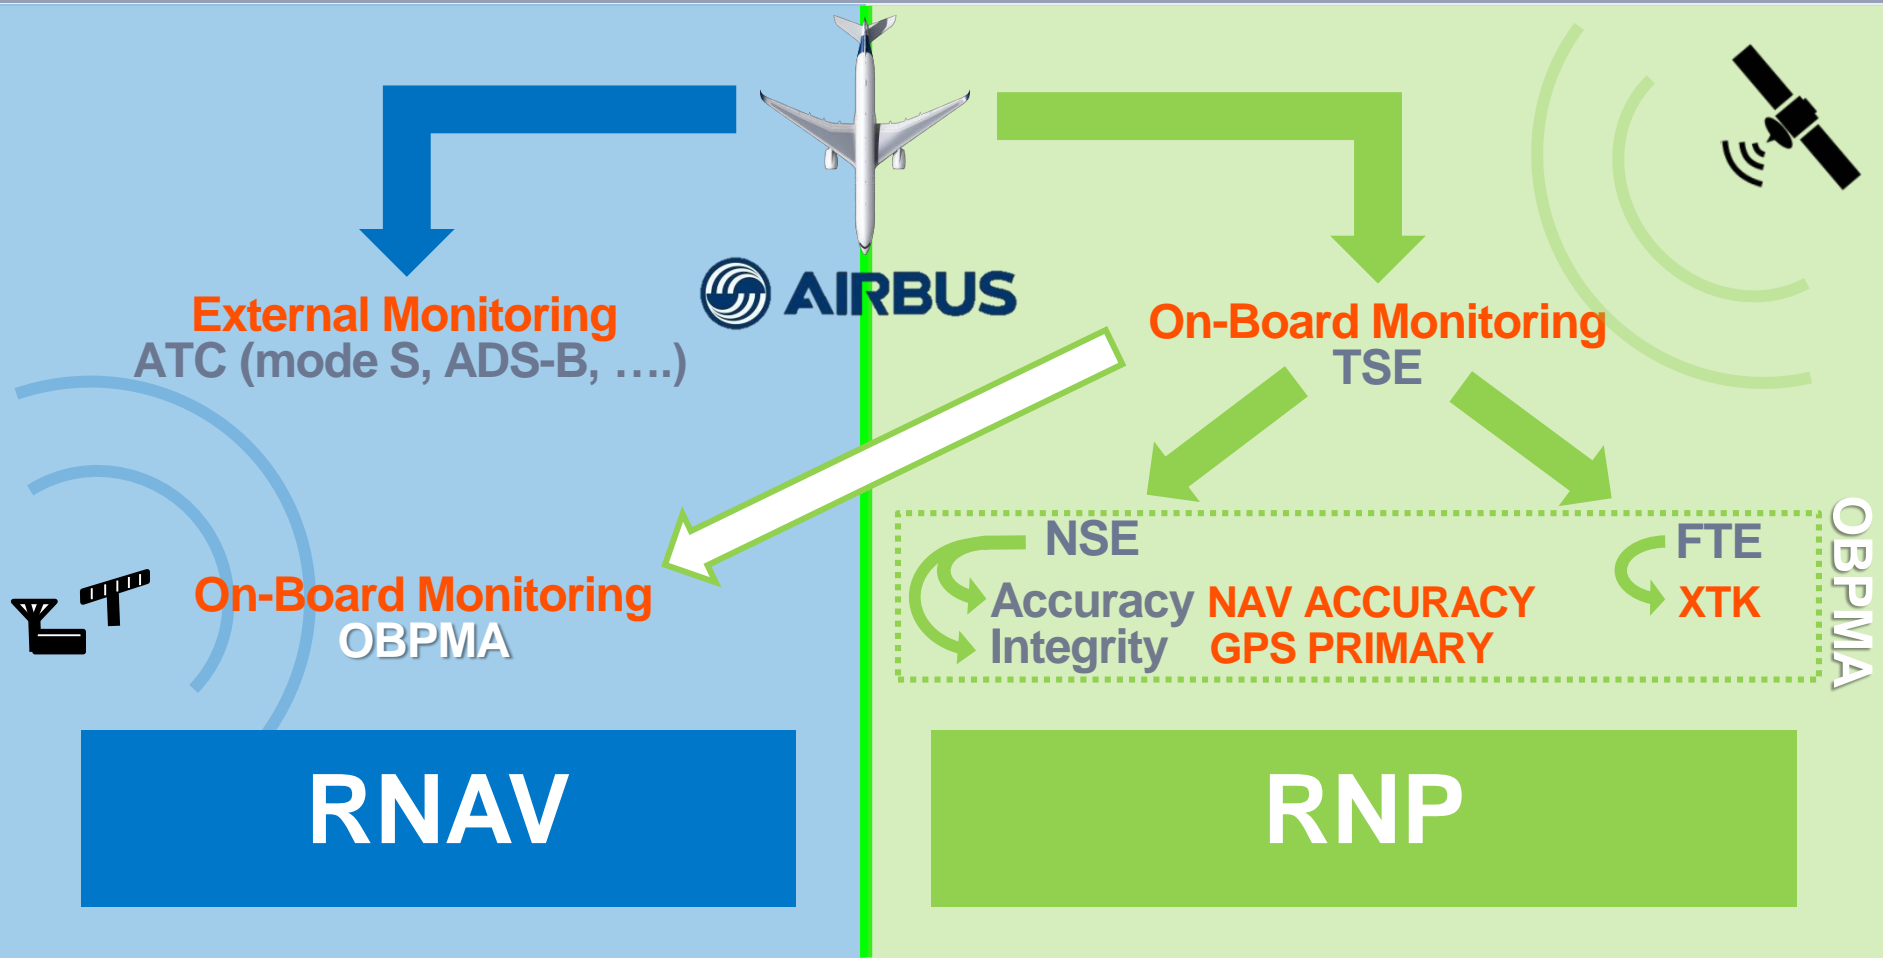 AIRBUS
External Monitoring
ATC (mode S, ADS-B, ….)
On-Board Monitoring
OBPMA
RNAV
On-Board Monitoring
TSE
NSE
Accuracy NAV ACCURACY
Integrity GPS PRIMARY
FTE
XTK
OBPMA
RNP